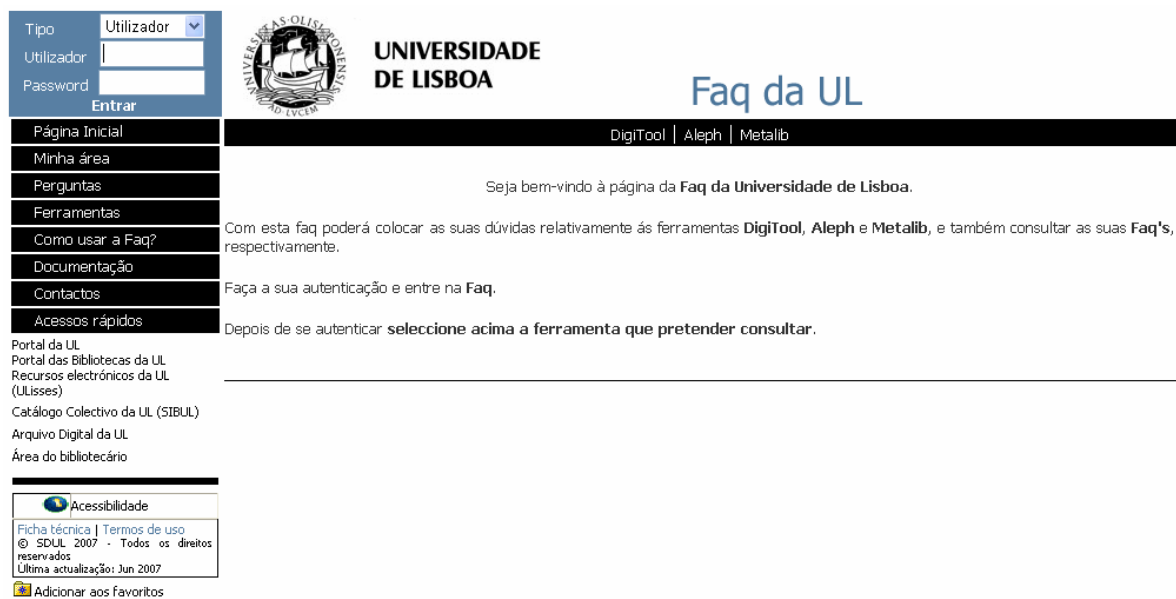 Tipo Utilizador
Utilizador
Password
Entrar
UNIVERSITAS·OLISIPONENSIS
AD·LVCEM
UNIVERSIDADE
DE LISBOA
Faq da UL
DigiTool | Aleph | Metalib
Página Inicial
Minha área
Perguntas
Ferramentas
Como usar a Faq?
Documentação
Contactos
Acessos rápidos
Portal da UL
Portal das Bibliotecas da UL
Recursos electrónicos da UL
(ULisses)
Catálogo Colectivo da UL (SIBUL)
Arquivo Digital da UL
Área do bibliotecário
Acessibilidade
Ficha técnica | Termos de uso
© SDUL 2007 - Todos os direitos
reservados
Última actualização: Jun 2007
Adicionar aos favoritos
Seja bem-vindo à página da Faq da Universidade de Lisboa.
Com esta faq poderá colocar as suas dúvidas relativamente ás ferramentas DigiTool, Aleph e Metalib, e também consultar as suas Faq's,
respectivamente.
Faça a sua autenticação e entre na Faq.
Depois de se autenticar seleccione acima a ferramenta que pretender consultar.